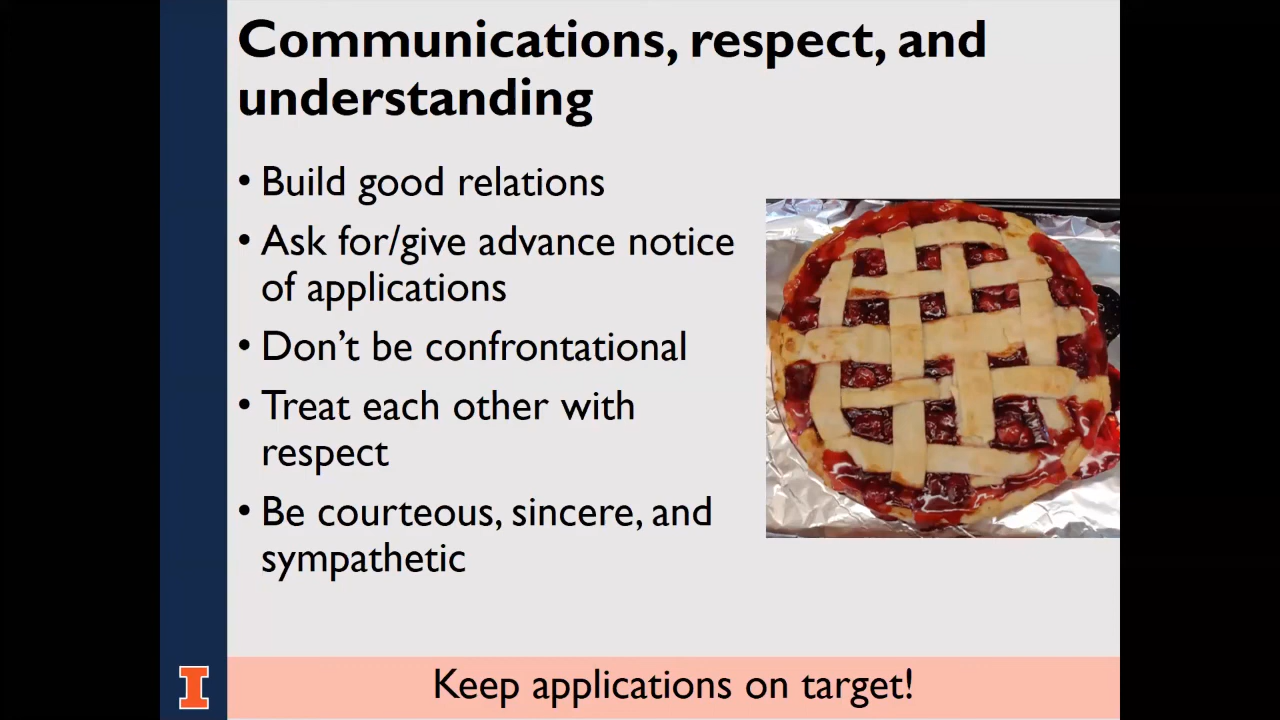 Communications, respect, and
understanding
• Build good relations
• Ask for/give advance notice
of applications
• Don’t be confrontational
• Treat each other with
respect
• Be courteous, sincere, and
sympathetic
I
Keep applications on target!